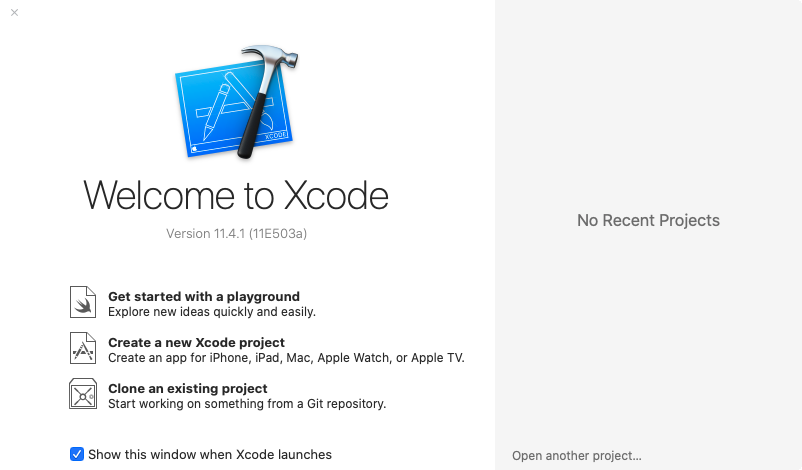 XCODE
Welcome to Xcode
Version 11.4.1 (11E503a)
Get started with a playground
Explore new ideas quickly and easily.
Create a new Xcode project
Create an app for iPhone, iPad, Mac, Apple Watch, or Apple TV.
Clone an existing project
Start working on something from a Git repository.
Show this window when Xcode launches
No Recent Projects
Open another project...